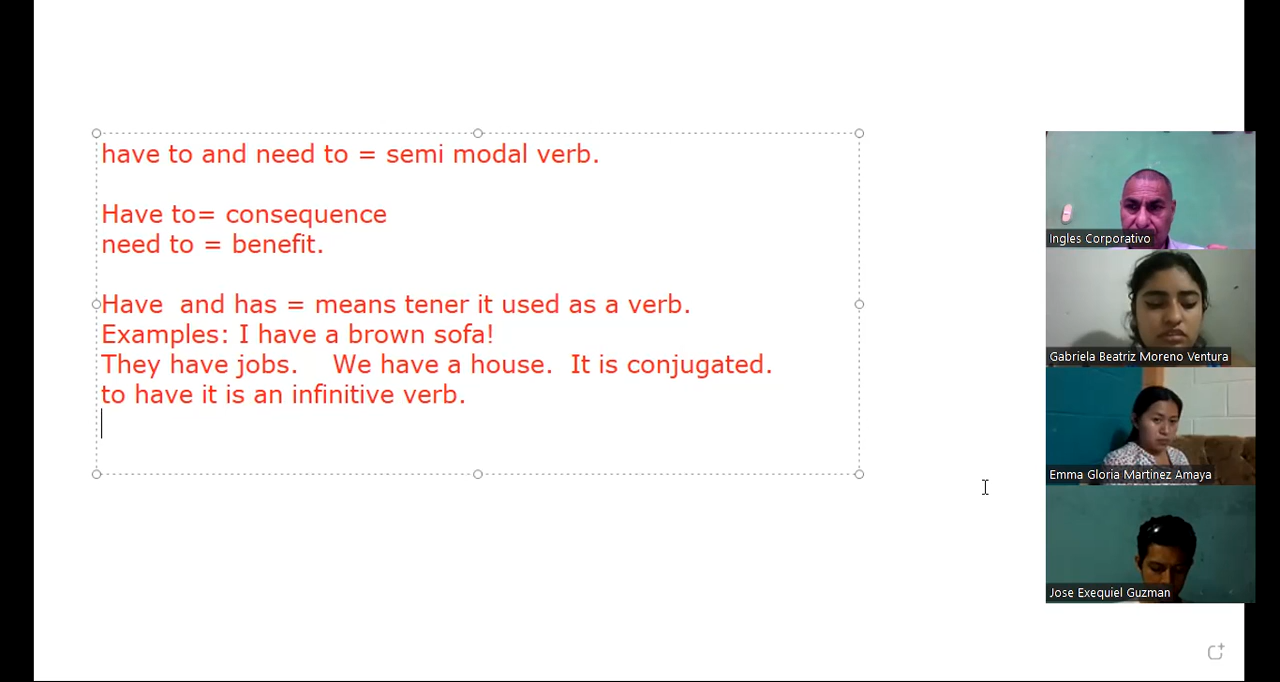 have to and need to = semi modal verb.
Have to= consequence
need to = benefit.
Have  and has = means tener it used as a verb.
Examples: I have a brown sofa!
They have jobs.    We have a house.  It is conjugated.
to have it is an infinitive verb.
Ingles Corporativo
Gabriela Beatriz Moreno Ventura
Emma Gloria Martinez Amaya
Jose Exequiel Guzman